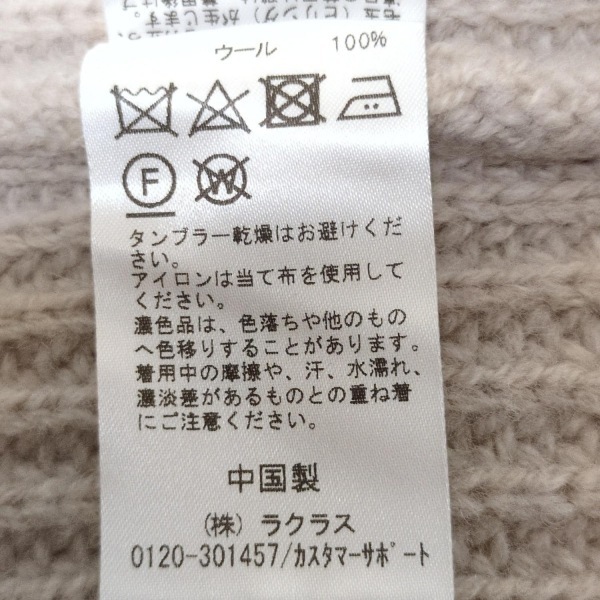 ウール 100%
F W
タンブラー乾燥はお避けくだ
さい。
アイロンは当て布を使用して
ください。
濃色品は、色落ちや他のもの
へ色移りすることがあります。
着用中の摩擦や、汗、水濡れ、
濃淡差があるものとの重ね着
にご注意ください。
中国製
(株) ラクラス
0120-301457/ｶｽﾀﾏｰｻﾎﾟｰﾄ